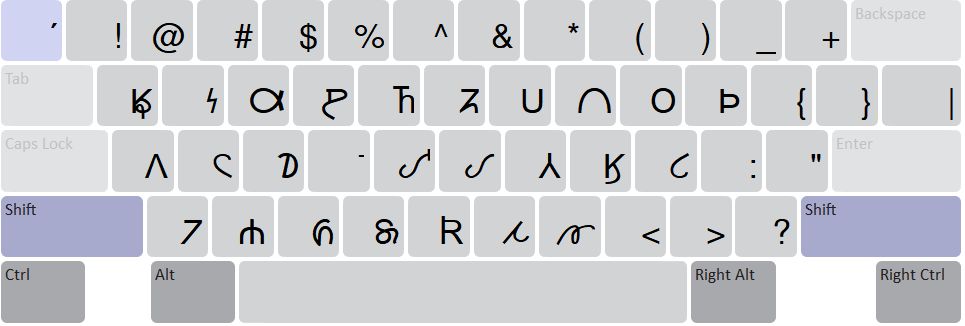 ´ ! @ # $ % ^ & * ( ) _ + Backspace
Tab 𐒾 𐓏 𐒷 𐓈 𐓊 𐓎 𐒻 𐓂 𐓄 { } |
Caps Lock 𐒰 𐓆 𐓍 𐒺 𐒹 𐓐 𐒼 𐒿 : " Enter
Shift 𐓒 𐓓 𐒵 𐓇 𐒴 𐓁 𐓀 < > ? Shift
Ctrl Alt Right Alt Right Ctrl